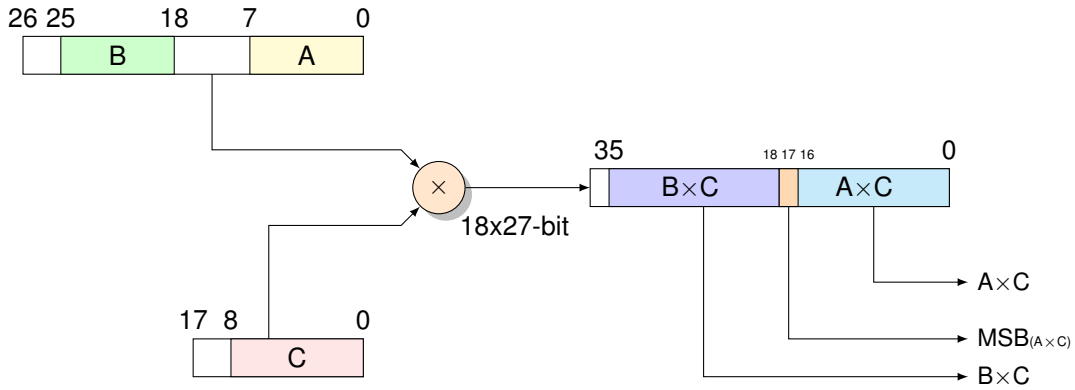 26 25 18 7 0
B A
35 18 17 16 0
× B×C A×C
18x27-bit
A×C
17 8 0
MSB(A×C)
C
B×C